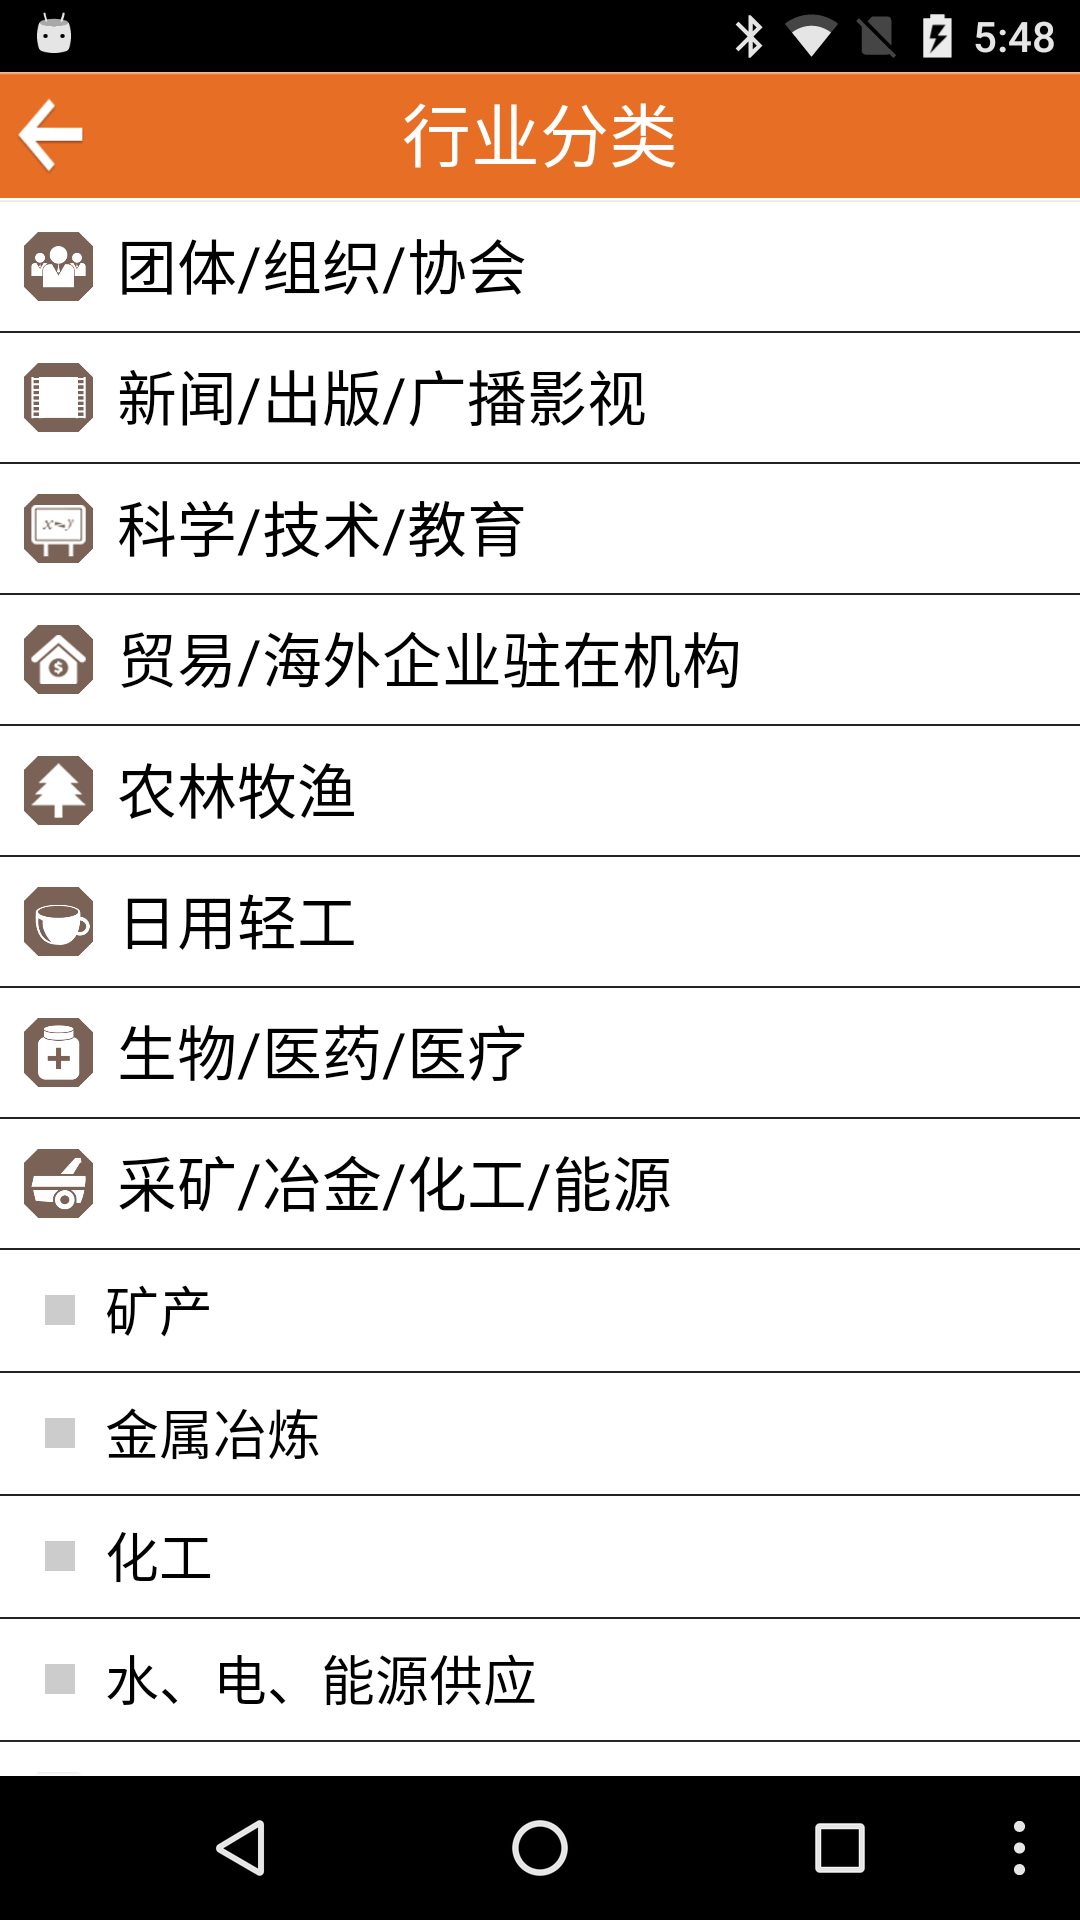 5:48
行业分类
团体/组织/协会
新闻/出版/广播影视
x=y
科学/技术/教育
$
贸易/海外企业驻在机构
农林牧渔
日用轻工
生物/医药/医疗
采矿/冶金/化工/能源
矿产
金属冶炼
化工
水、电、能源供应